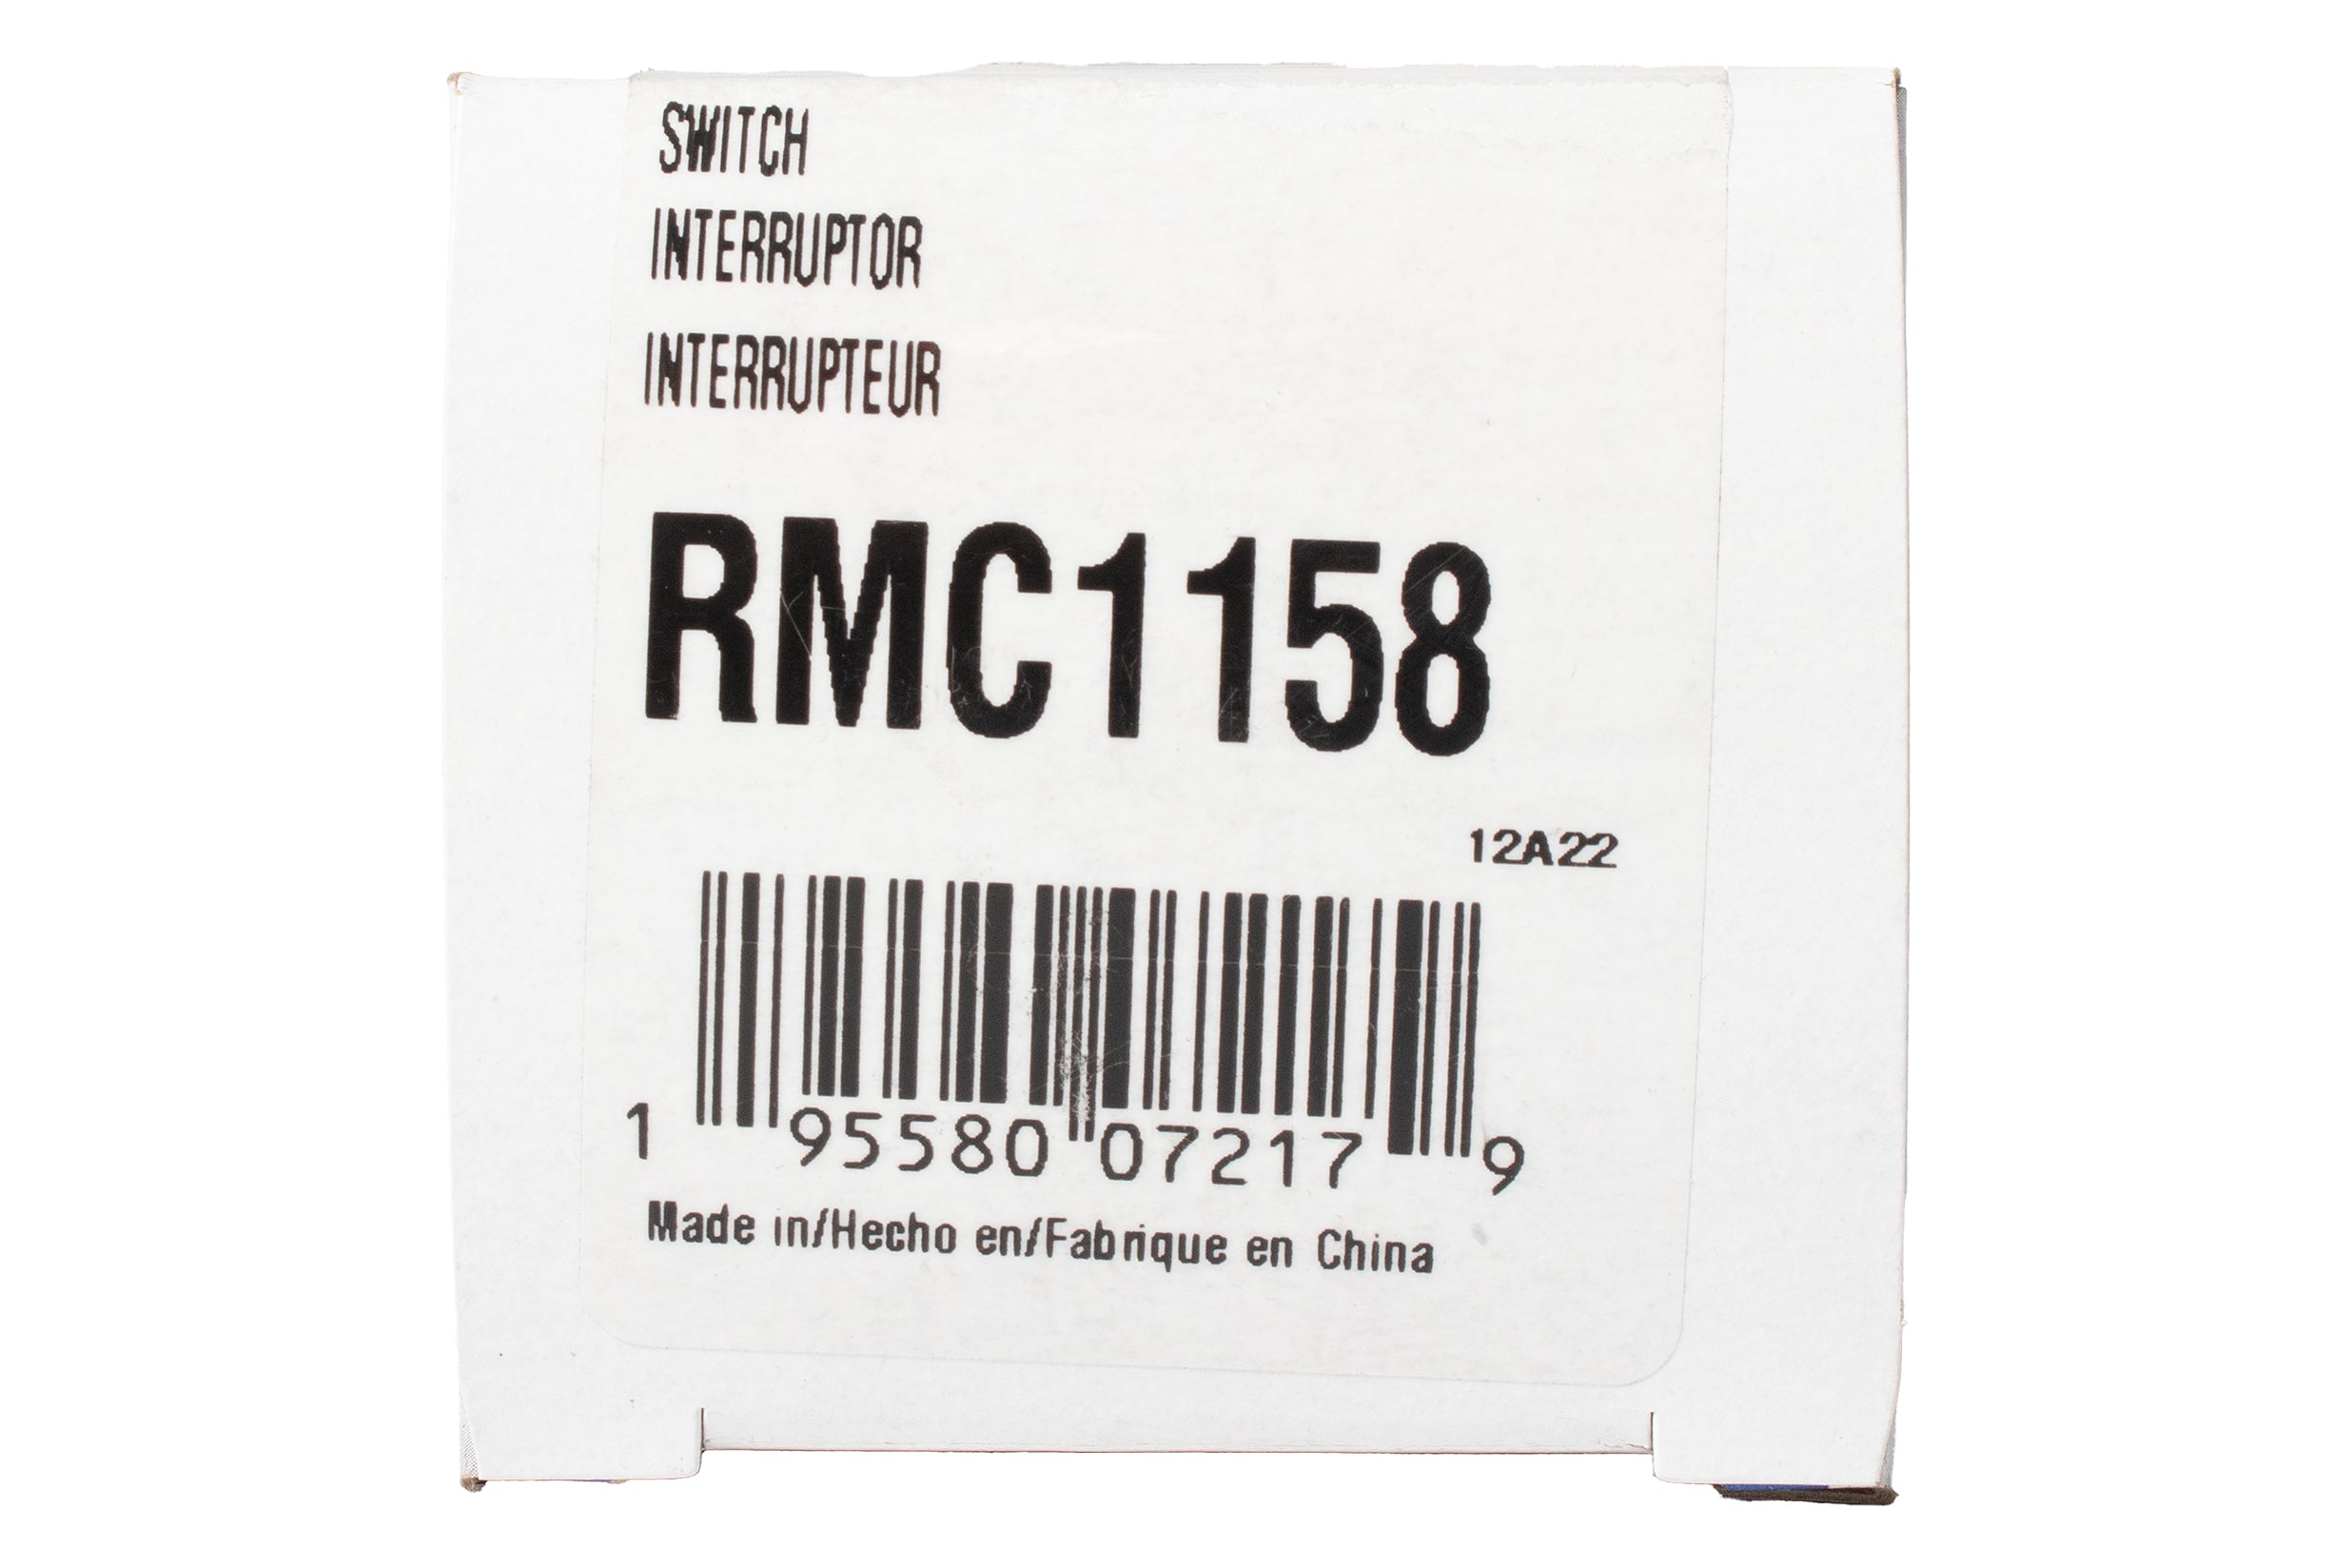 SWITCH
INTERRUPTOR
INTERRUPTEUR
RMC1158
12A22
1 95580 07217 9
Made in/Hecho en/Fabrique en China